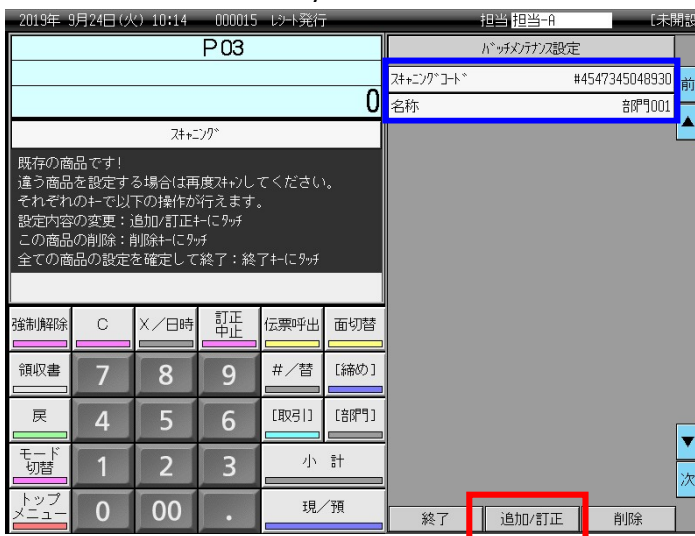 2019年 9月24日(火) 10:14 000015 ﾚｼｰﾄ発行 担当 担当-A [未開設
P03
0
ｽｷｬﾆﾝｸﾞ
既存の商品です!
違う商品を設定する場合は再度ｽｷｬﾝしてください。
それぞれのｷｰで以下の操作が行えます。
設定内容の変更：追加/訂正ｷｰにﾀｯﾁ
この商品の削除：削除ｷｰにﾀｯﾁ
全ての商品の設定を確定して終了：終了ｷｰにﾀｯﾁ
強制解除 C X／日時 訂正中止 伝票呼出 面切替
領収書 7 8 9 #／替 [締め]
戻 4 5 6 [取引] [部門]
モード切替 1 2 3 小 計
トップメニュー 0 00 . 現／預
ﾊﾞｯﾁﾒﾝﾃﾅﾝｽ設定
ｽｷｬﾆﾝｸﾞｺｰﾄﾞ #4547345048930
名称 部門001
前
▲
▼
次
終了 追加/訂正 削除